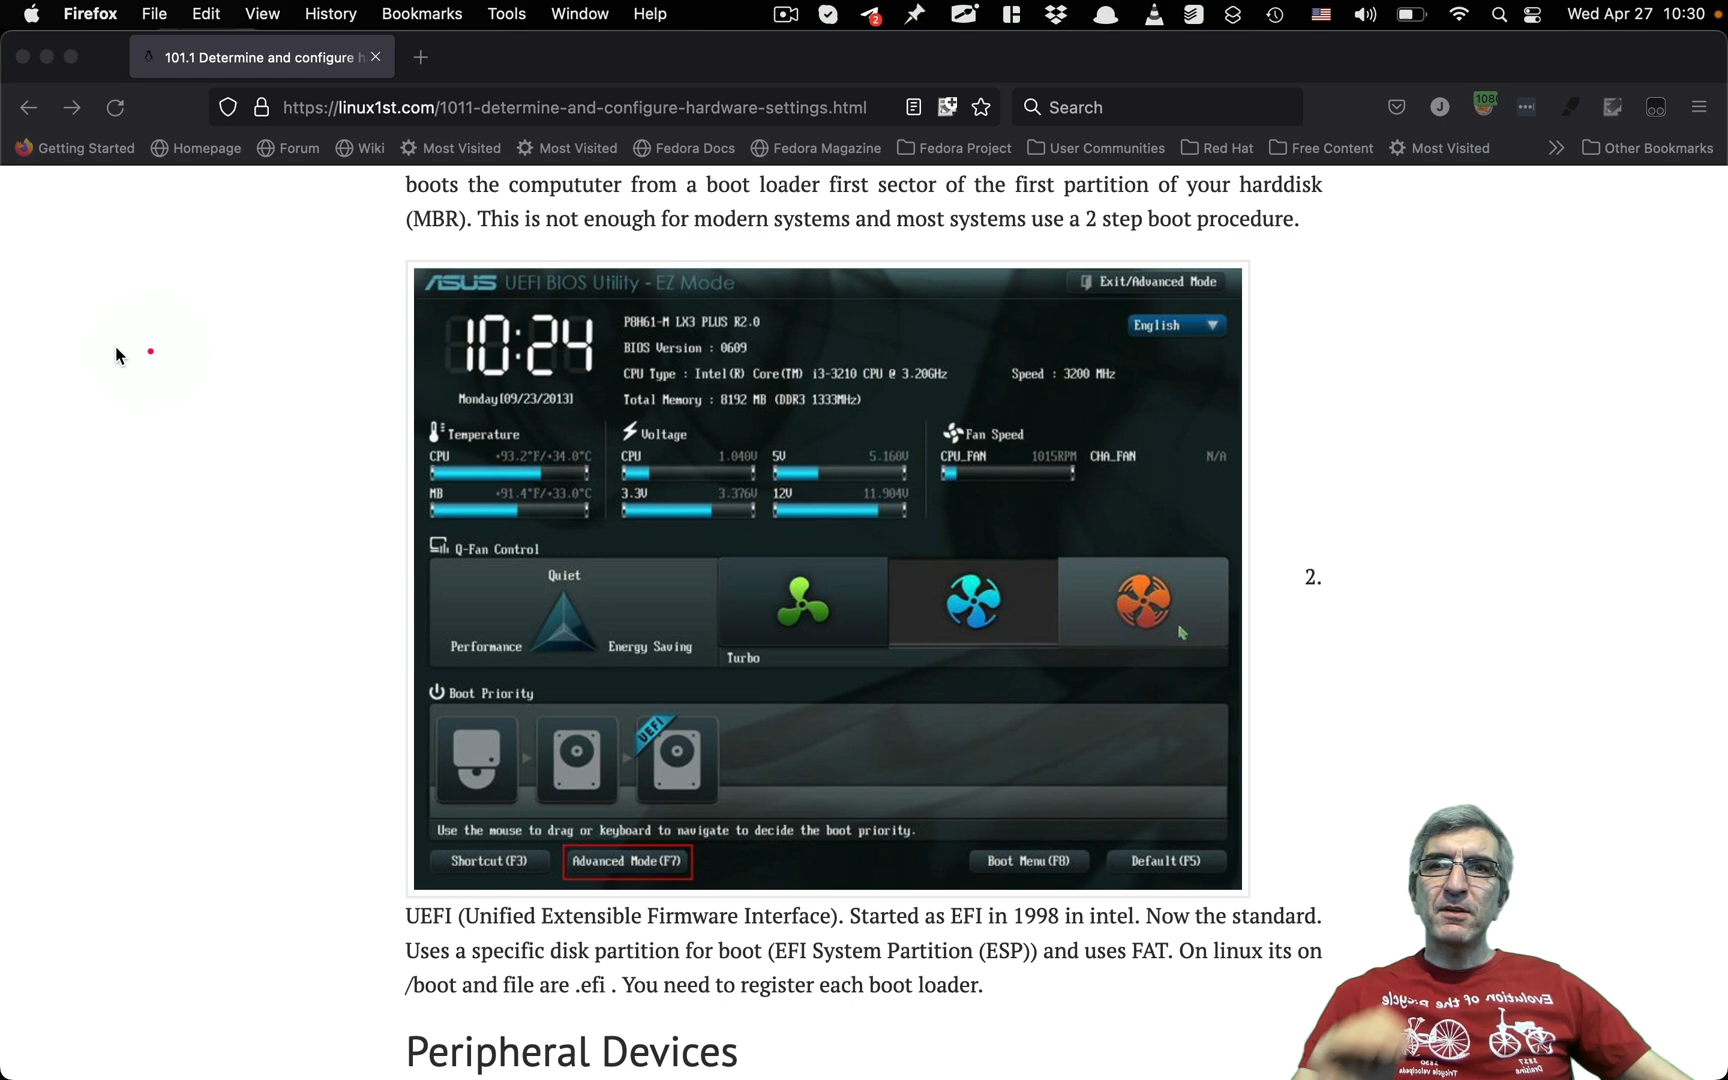 Firefox File Edit View History Bookmarks Tools Window Help 2 Wed Apr 27 10:30
101.1 Determine and configure h
https://linux1st.com/1011-determine-and-configure-hardware-settings.html Search J 108
Getting Started Homepage Forum Wiki Most Visited Most Visited Fedora Docs Fedora Magazine Fedora Project User Communities Red Hat Free Content Most Visited Other Bookmarks
boots the compututer from a boot loader first sector of the first partition of your harddisk
(MBR). This is not enough for modern systems and most systems use a 2 step boot procedure.
ASUS UEFI BIOS Utility - EZ Mode Exit/Advanced Mode
10:24
Monday[09/23/2013]
P8H61-M LX3 PLUS R2.0 English
BIOS Version : 0609
CPU Type : Intel(R) Core(TM) i3-3210 CPU @ 3.20GHz Speed : 3200 MHz
Total Memory : 8192 MB (DDR3 1333MHz)
Temperature Voltage Fan Speed
CPU +93.2°F/+34.0°C CPU 1.040V 5V 5.160V CPU_FAN 1015RPM CHA_FAN N/A
MB +91.4°F/+33.0°C 3.3V 3.376V 12V 11.904V
Q-Fan Control
Quiet
Performance Energy Saving
Turbo
2.
Boot Priority
UEFI
Use the mouse to drag or keyboard to navigate to decide the boot priority.
Shortcut(F3) Advanced Mode(F7) Boot Menu(F8) Default(F5)
UEFI (Unified Extensible Firmware Interface). Started as EFI in 1998 in intel. Now the standard.
Uses a specific disk partition for boot (EFI System Partition (ESP)) and uses FAT. On linux its on
/boot and file are .efi . You need to register each boot loader.
Peripheral Devices
Evolution of the